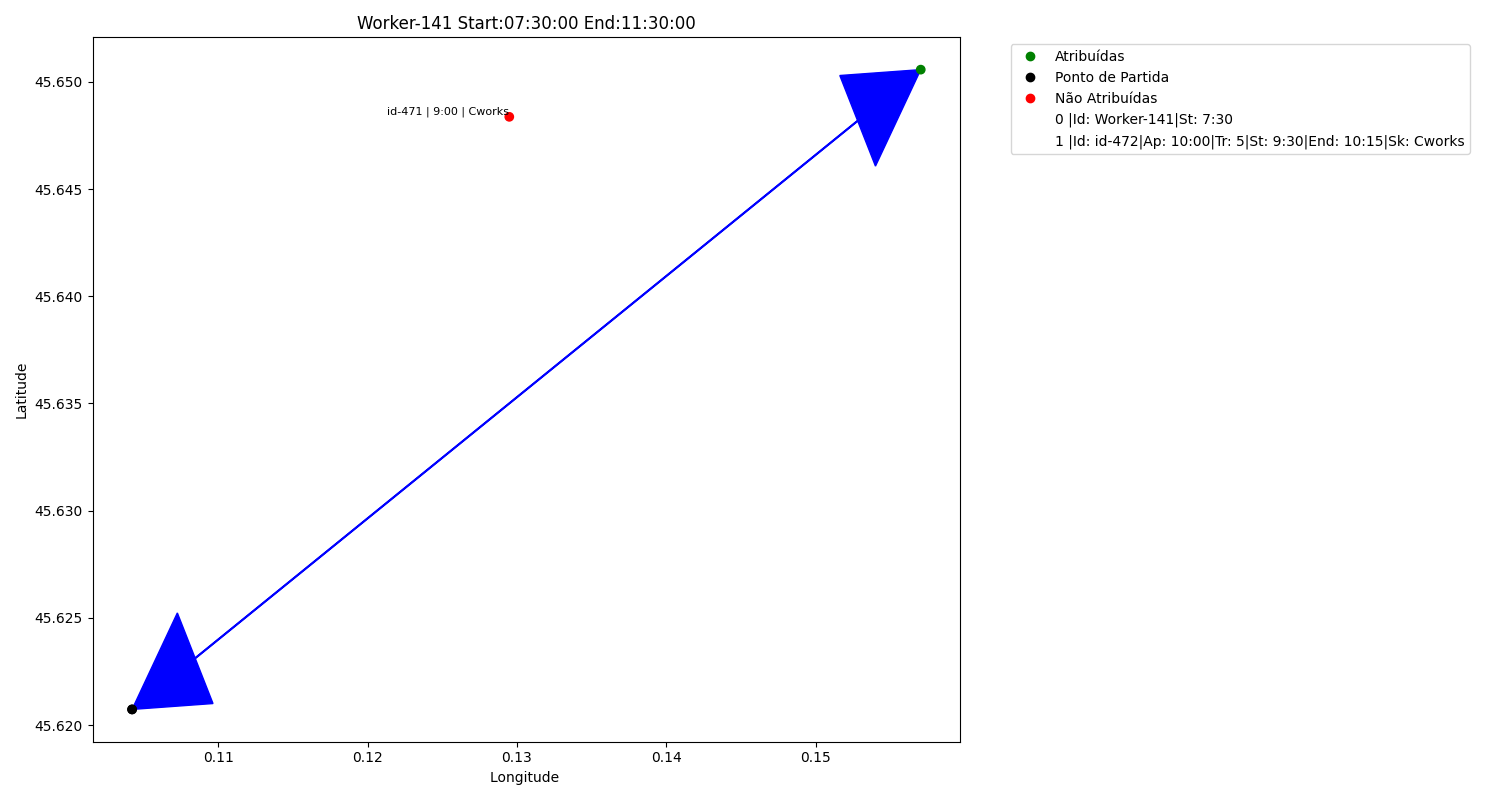 Worker-141 Start:07:30:00 End:11:30:00
Atribuídas
Ponto de Partida
Não Atribuídas
0 |Id: Worker-141|St: 7:30
1 |Id: id-472|Ap: 10:00|Tr: 5|St: 9:30|End: 10:15|Sk: Cworks
id-471 | 9:00 | Cworks
45.650
45.645
45.640
45.635
45.630
45.625
45.620
Latitude
0.11
0.12
0.13
0.14
0.15
Longitude